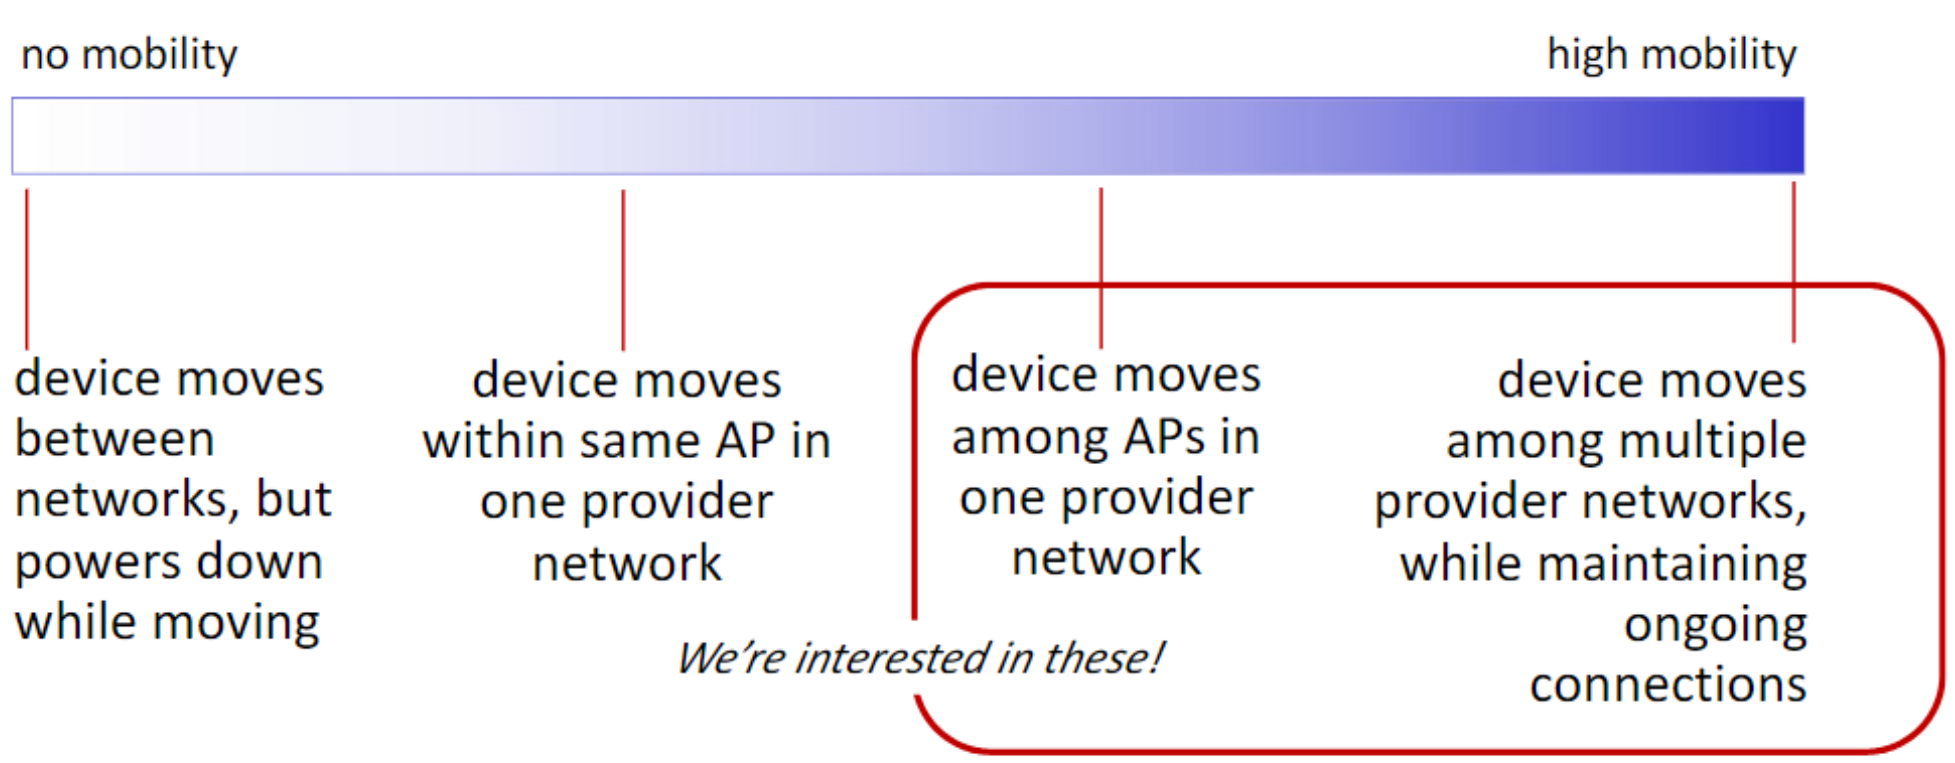 no mobility
high mobility
device moves
between
networks, but
powers down
while moving
device moves
within same AP in
one provider
network
device moves
among APs in
one provider
network
device moves
among multiple
provider networks,
while maintaining
ongoing
connections
We’re interested in these!